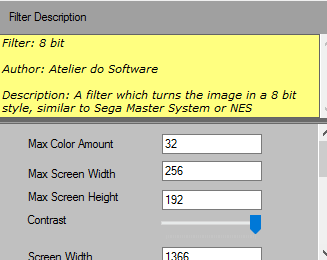 Filter Description
Filter: 8 bit
Author: Atelier do Software
Description: A filter which turns the image in a 8 bit
style, similar to Sega Master System or NES
Max Color Amount 32
Max Screen Width 256
Max Screen Height 192
Contrast
Screen Width 1366